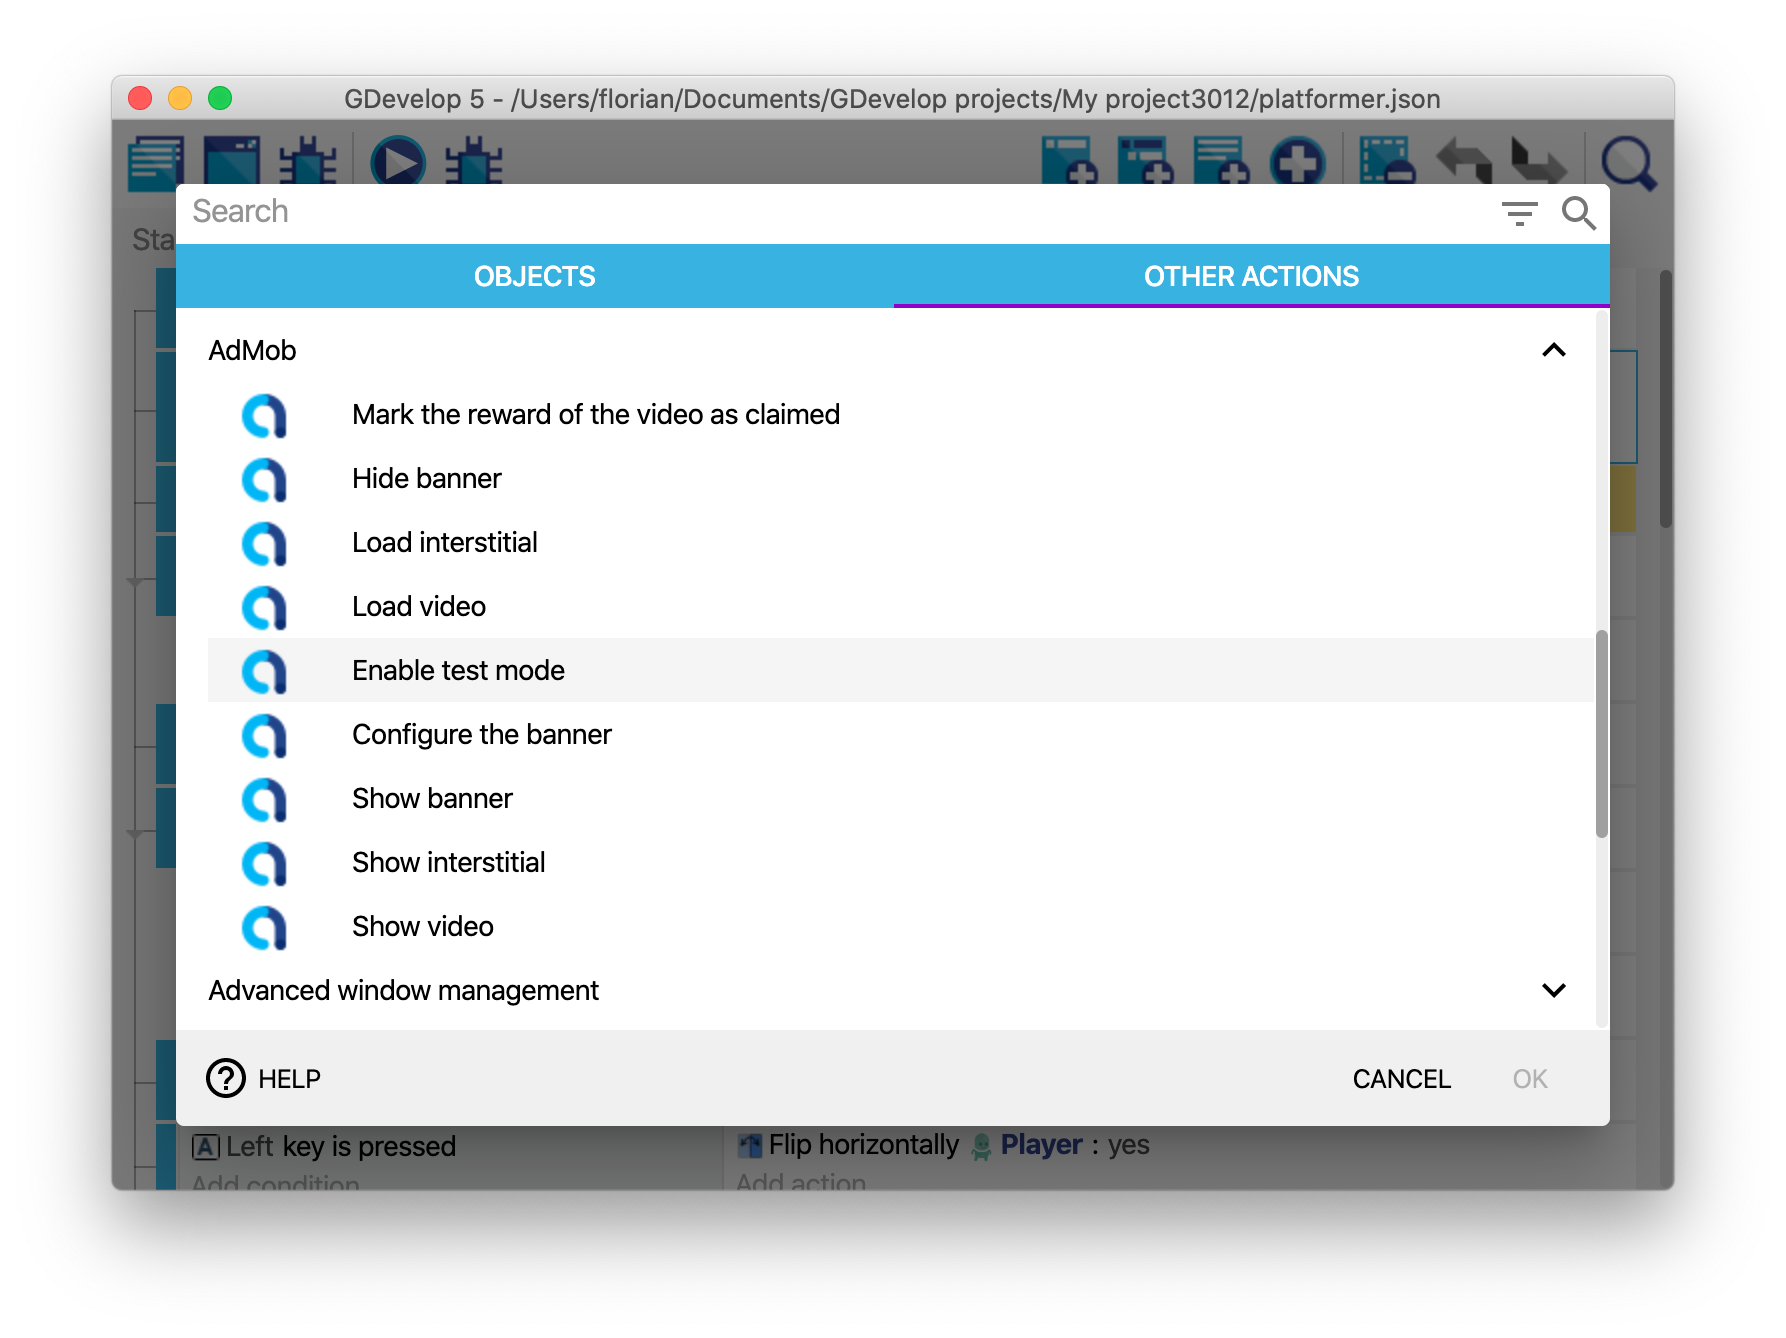 GDevelop 5 - /Users/florian/Documents/GDevelop projects/My project3012/platformer.json
Search
Sta
OBJECTS
OTHER ACTIONS
AdMob
Mark the reward of the video as claimed
Hide banner
Load interstitial
Load video
Enable test mode
Configure the banner
Show banner
Show interstitial
Show video
Advanced window management
HELP
CANCEL
OK
A Left key is pressed
Flip horizontally Player : yes
Add condition
Add action